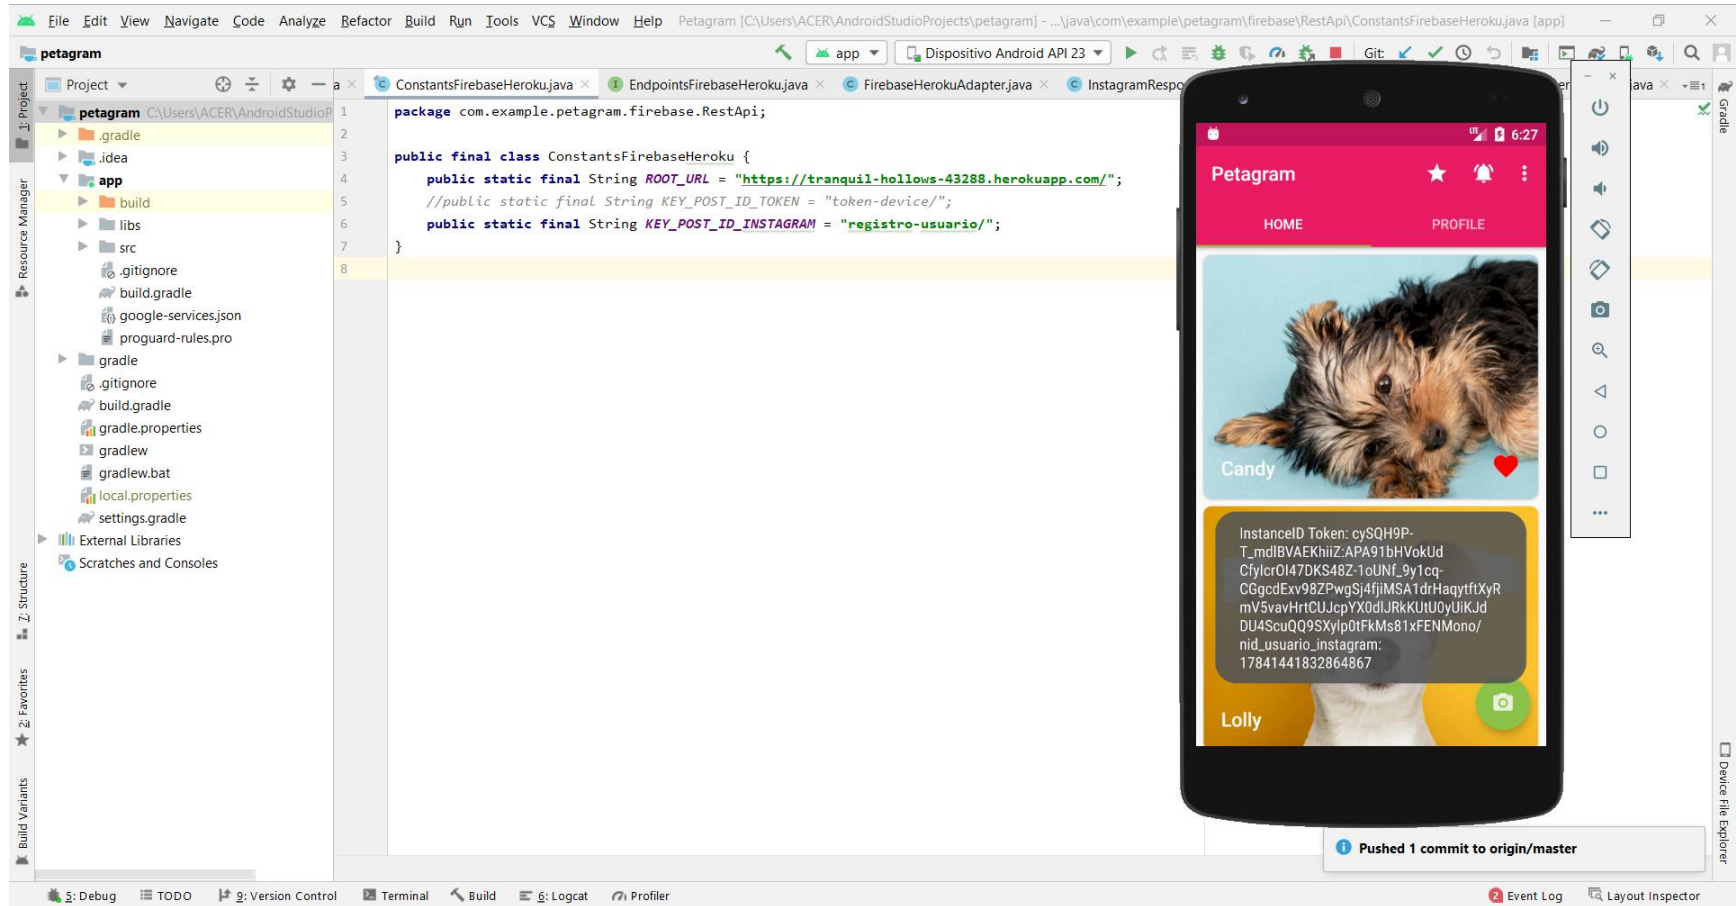 File Edit View Navigate Code Analyze Refactor Build Run Tools VCS Window Help Petagram [C:\Users\ACER\AndroidStudioProjects\petagram] - ...\java\com\example\petagram\firebase\RestApi\ConstantsFirebaseHeroku.java [app]
petagram
app
Dispositivo Android API 23
Git:
Project
a
ConstantsFirebaseHeroku.java
EndpointsFirebaseHeroku.java
FirebaseHerokuAdapter.java
InstagramRespo
er
ava
1
petagram C:\Users\ACER\AndroidStudioP
.gradle
.idea
app
build
libs
src
.gitignore
build.gradle
google-services.json
proguard-rules.pro
gradle
.gitignore
build.gradle
gradle.properties
gradlew
gradlew.bat
local.properties
settings.gradle
External Libraries
Scratches and Consoles
1 package com.example.petagram.firebase.RestApi;
2
3 public final class ConstantsFirebaseHeroku {
4 public static final String ROOT_URL = "https://tranquil-hollows-43288.herokuapp.com/";
5 //public static final String KEY_POST_ID_TOKEN = "token-device/";
6 public static final String KEY_POST_ID_INSTAGRAM = "registro-usuario/";
7 }
8
LTE 6:27
Petagram
HOME PROFILE
Candy
InstanceID Token: cySQH9P-
T_mdlBVAEKhiiZ:APA91bHVokUd
CfylcrOl47DKS48Z-1oUNf_9y1cq-
CGgcdExv98ZPwgSj4fjiMSA1drHaqytftXyR
mV5vavHrtCUJcpYX0dlJRkKUtU0yUiKJd
DU4ScuQQ9SXylp0tFkMs81xFENMono/
nid_usuario_instagram:
17841441832864867
Lolly
1: Project
Resource Manager
Z: Structure
2: Favorites
Build Variants
Gradle
Device File Explorer
Pushed 1 commit to origin/master
5: Debug TODO 9: Version Control Terminal Build 6: Logcat Profiler
2 Event Log Layout Inspector